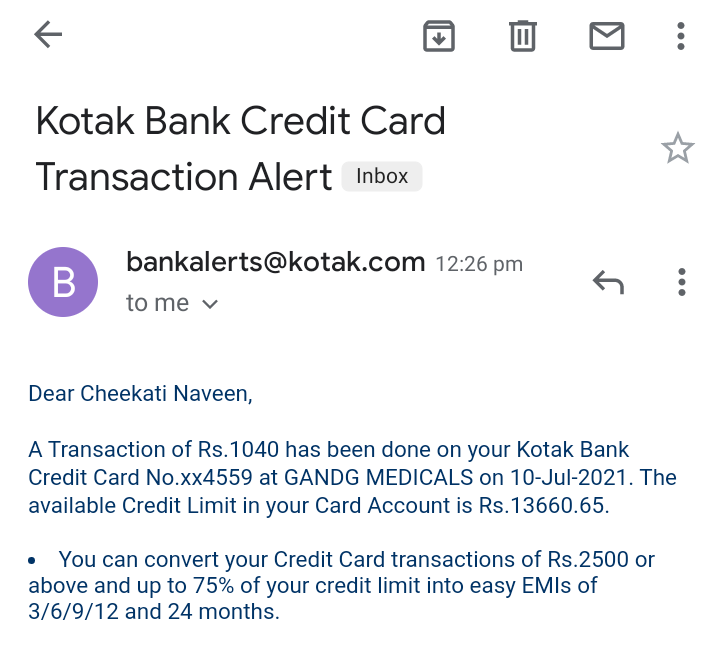 Kotak Bank Credit Card
Transaction Alert Inbox
B
bankalerts@kotak.com 12:26 pm
to me
Dear Cheekati Naveen,
A Transaction of Rs.1040 has been done on your Kotak Bank
Credit Card No.xx4559 at GANDG MEDICALS on 10-Jul-2021. The
available Credit Limit in your Card Account is Rs.13660.65.
• You can convert your Credit Card transactions of Rs.2500 or
above and up to 75% of your credit limit into easy EMIs of
3/6/9/12 and 24 months.